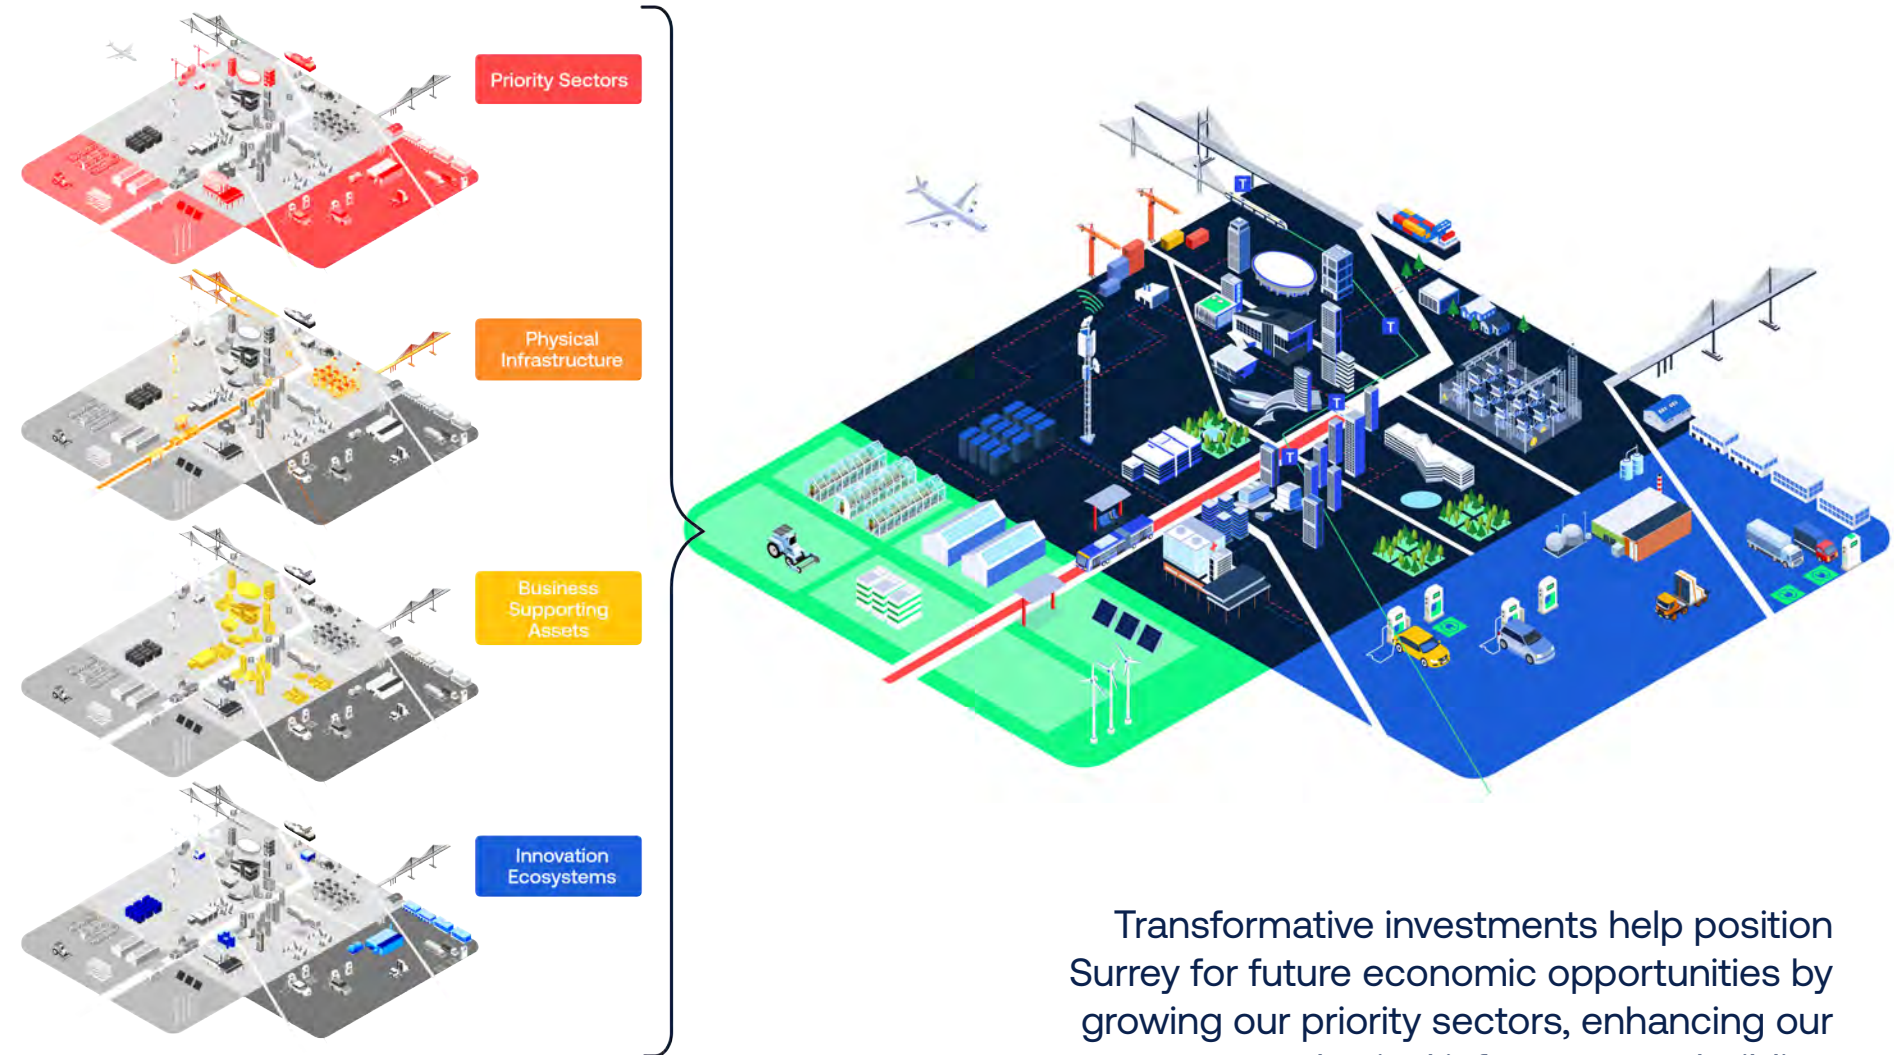 Priority Sectors
Physical
Infrastructure
Business
Supporting
Assets
Innovation
Ecosystems
T
T
T
T
Transformative investments help position
Surrey for future economic opportunities by
growing our priority sectors, enhancing our